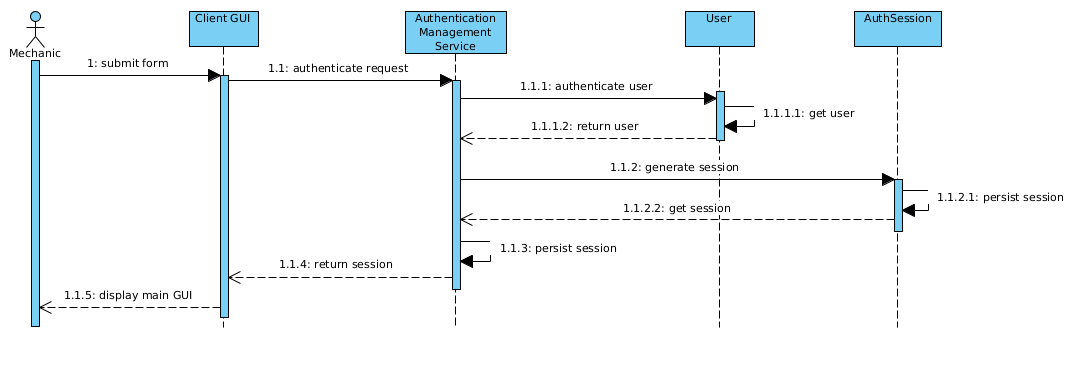 Mechanic
Client GUI
Authentication
Management
Service
User
AuthSession
1: submit form
1.1: authenticate request
1.1.1: authenticate user
1.1.1.1: get user
1.1.1.2: return user
1.1.2: generate session
1.1.2.1: persist session
1.1.2.2: get session
1.1.3: persist session
1.1.4: return session
1.1.5: display main GUI